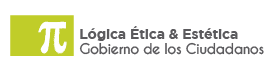 π
Lógica Ética & Estética
Gobierno de los Ciudadanos